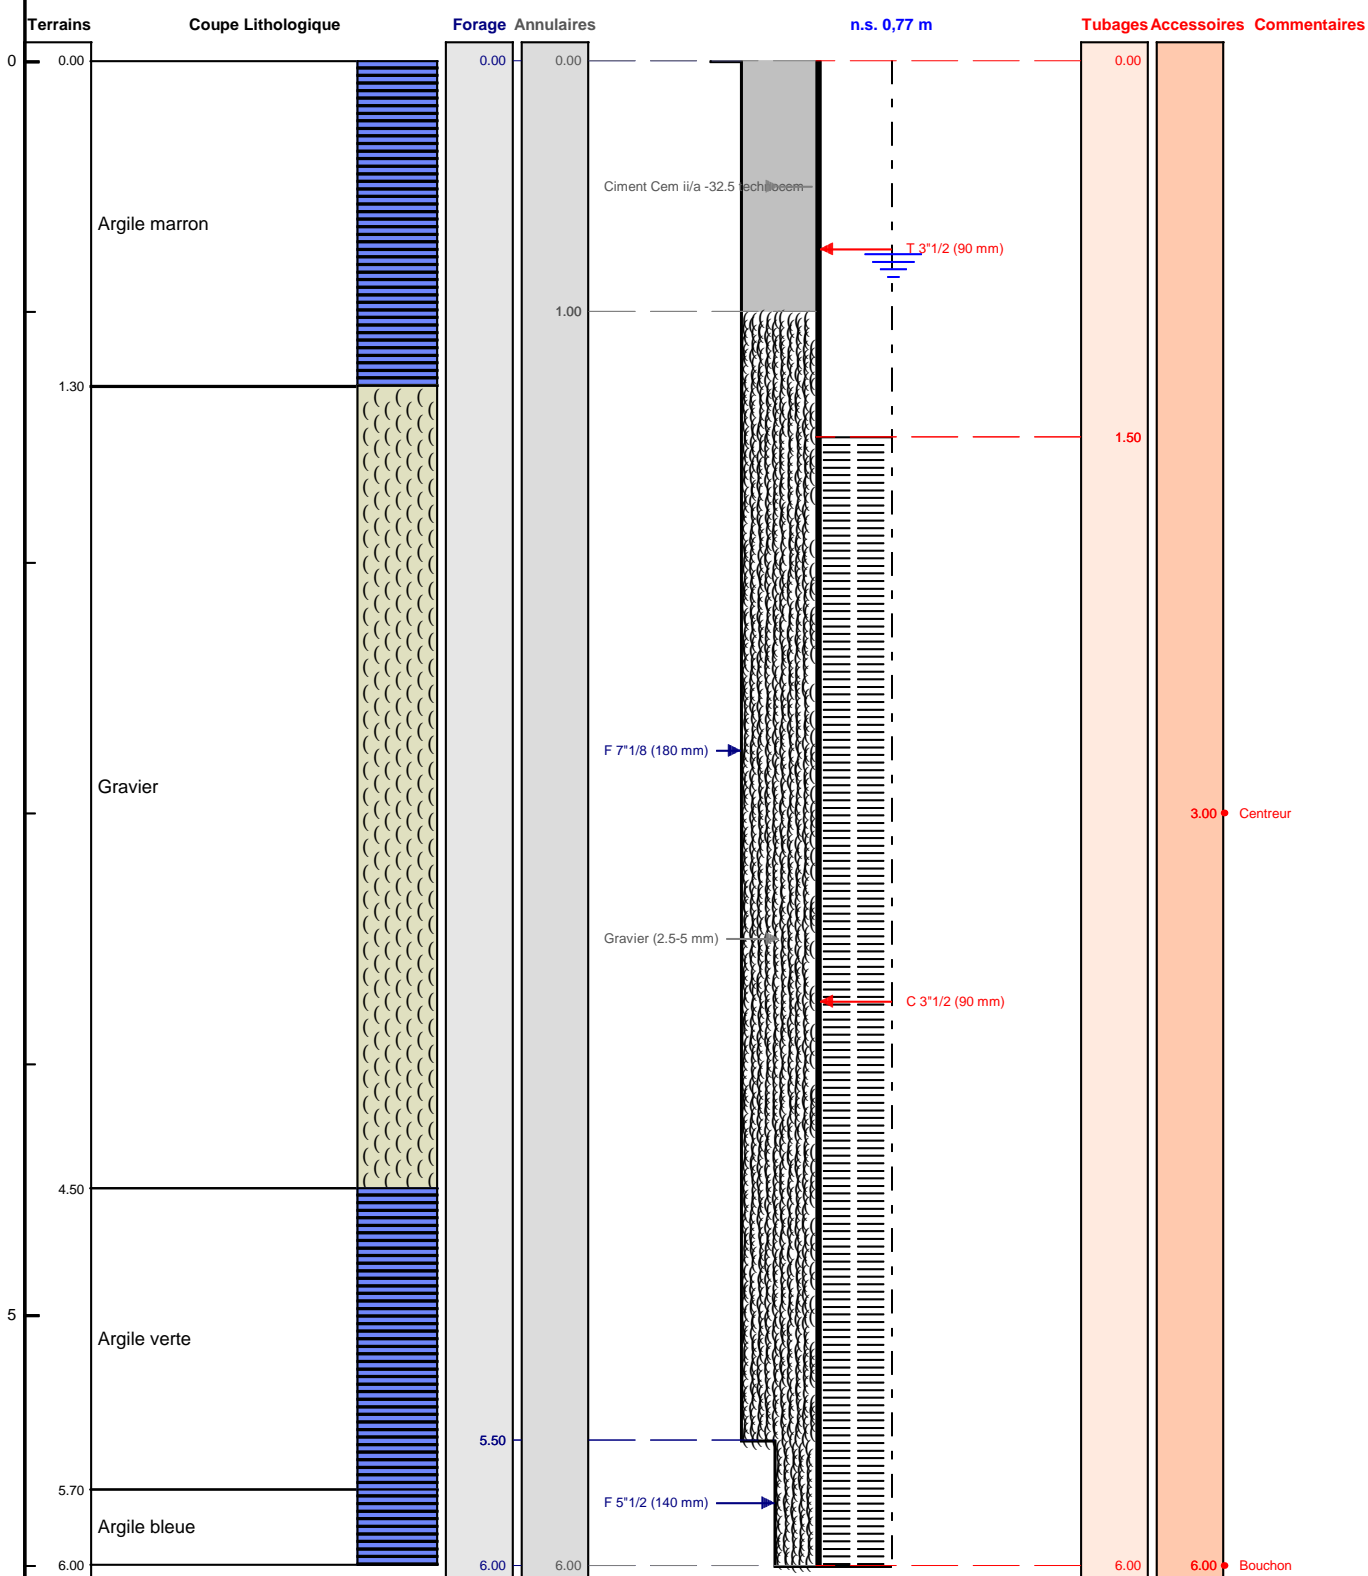 Terrains Coupe Lithologique Forage Annulaires n.s. 0,77 m Tubages Accessoires Commentaires
0 0.00 0.00 0.00 0.00
Ciment Cem ii/a -32.5 technocem
Argile marron
T 3"1/2 (90 mm)
1.00
1.30
1.50
F 7"1/8 (180 mm)
Gravier
3.00 Centreur
Gravier (2.5-5 mm)
C 3"1/2 (90 mm)
4.50
5
Argile verte
5.50
5.70
F 5"1/2 (140 mm)
Argile bleue
6.00 6.00 6.00 6.00 6.00 Bouchon